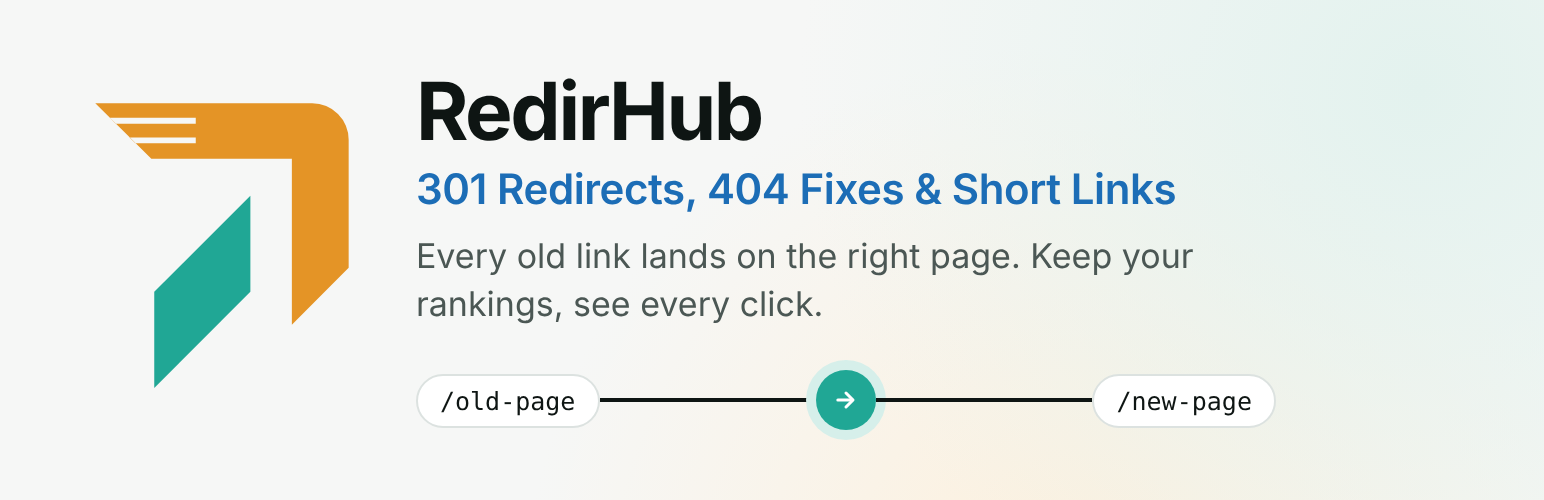 RedirHub
301 Redirects, 404 Fixes & Short Links
Every old link lands on the right page. Keep your
rankings, see every click.
/old-page
/new-page